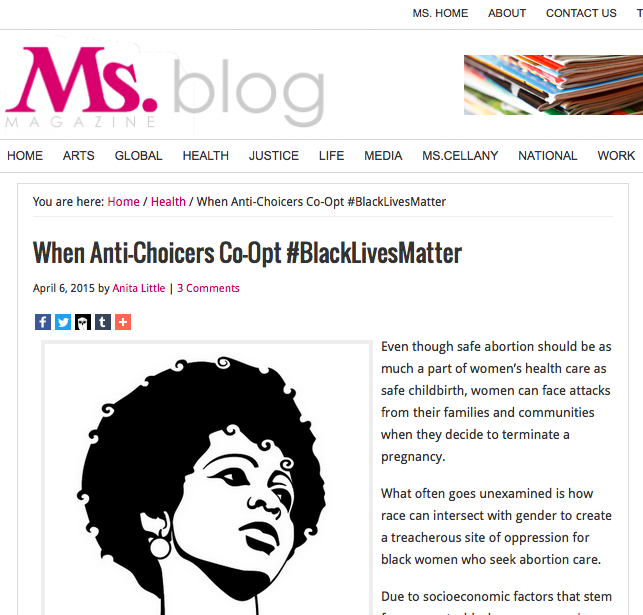 MS. HOME ABOUT CONTACT US
Ms. blog
MAGAZINE
HOME ARTS GLOBAL HEALTH JUSTICE LIFE MEDIA MS.CELLANY NATIONAL WORK
You are here: Home / Health / When Anti-Choicers Co-Opt #BlackLivesMatter
When Anti-Choicers Co-Opt #BlackLivesMatter
April 6, 2015 by Anita Little | 3 Comments
Even though safe abortion should be as
much a part of women’s health care as
safe childbirth, women can face attacks
from their families and communities
when they decide to terminate a
pregnancy.
What often goes unexamined is how
race can intersect with gender to create
a treacherous site of oppression for
black women who seek abortion care.
Due to socioeconomic factors that stem